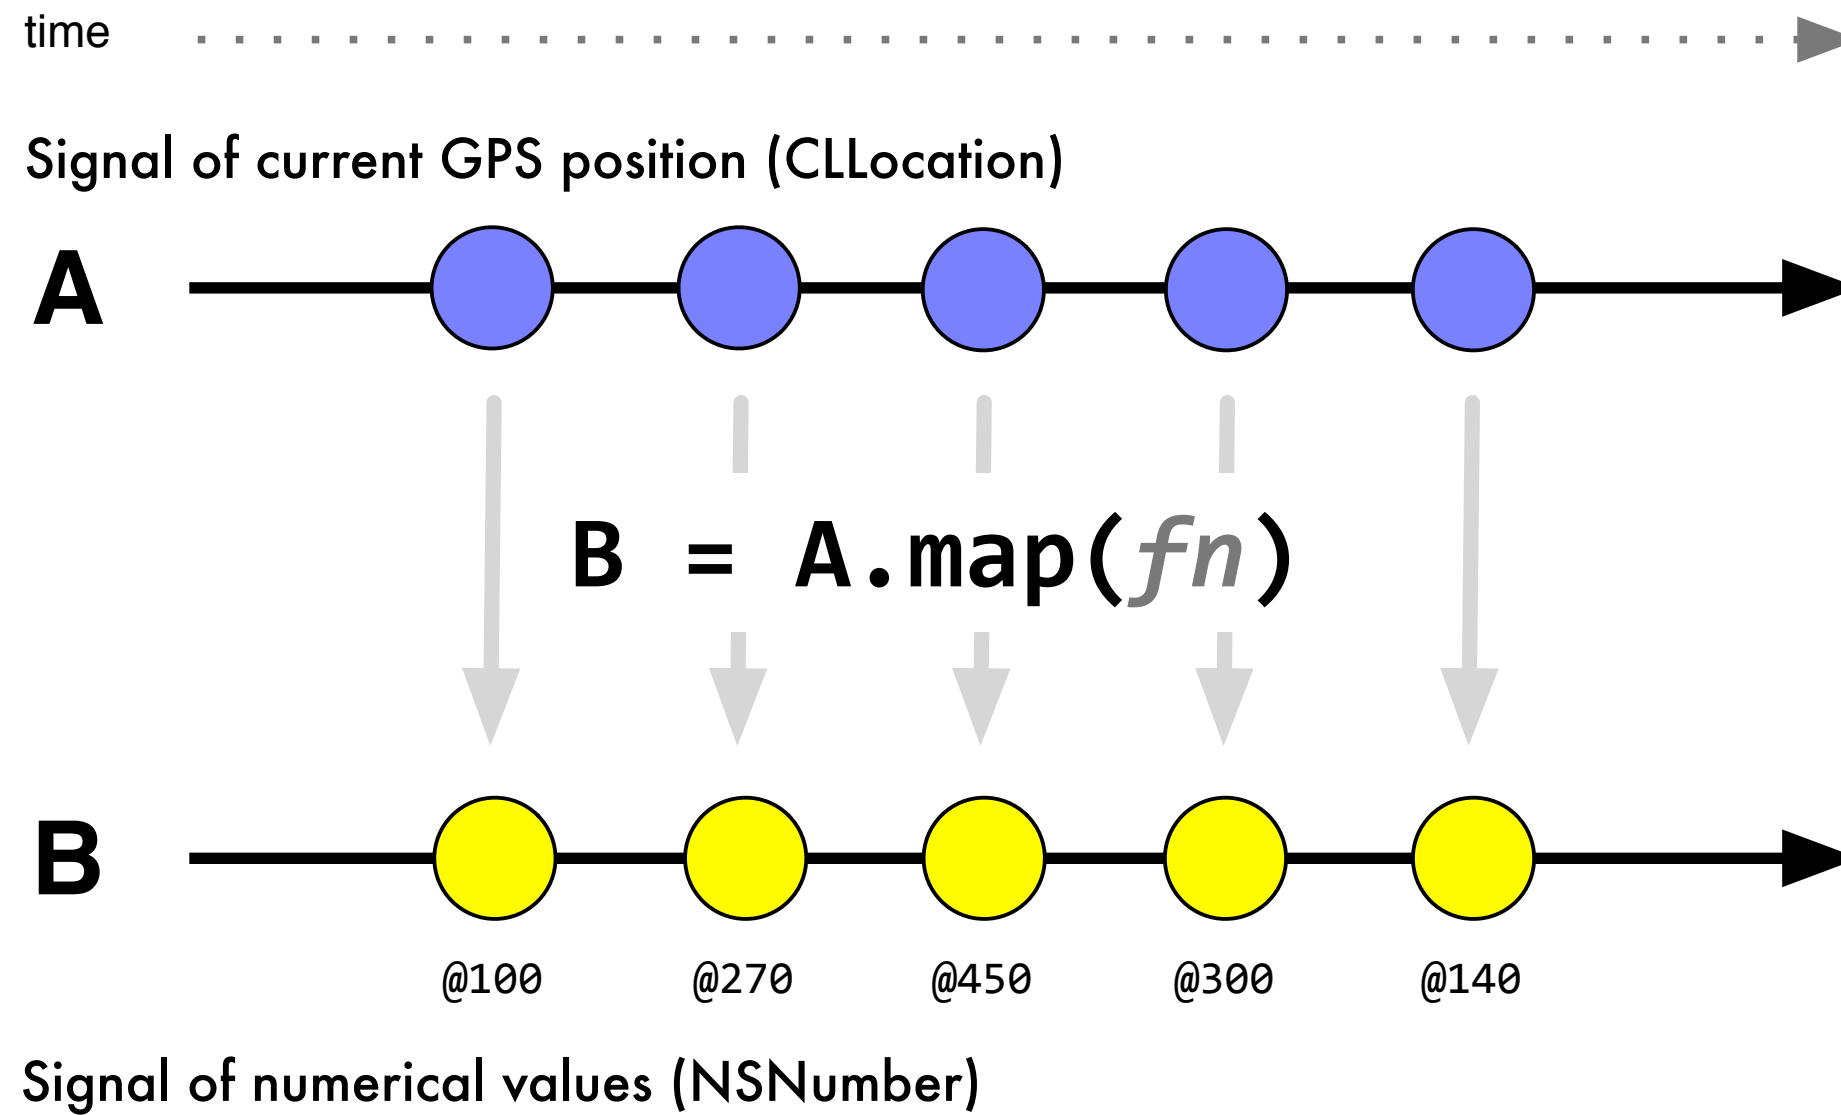 time
Signal of current GPS position (CLLocation)
A
B = A.map(fn)
B
@100 @270 @450 @300 @140
Signal of numerical values (NSNumber)